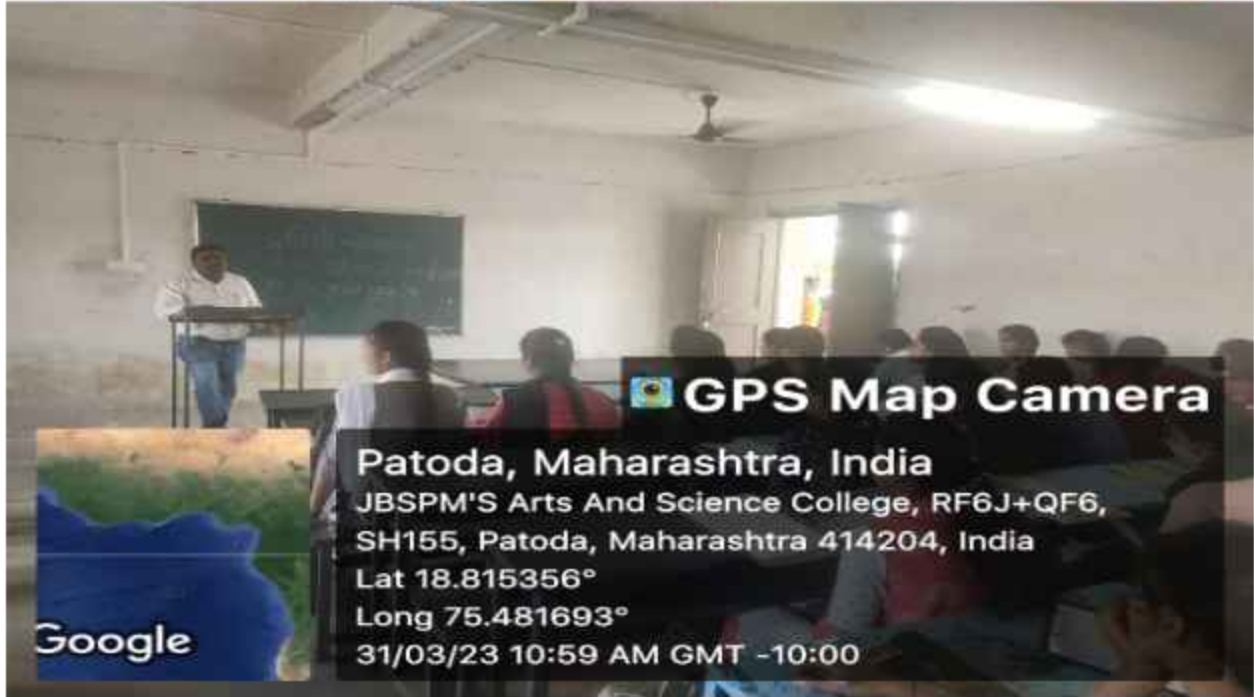 GPS Map Camera
Patoda, Maharashtra, India
JBSPM'S Arts And Science College, RF6J+QF6,
SH155, Patoda, Maharashtra 414204, India
Lat 18.815356°
Long 75.481693°
31/03/23 10:59 AM GMT -10:00
Google